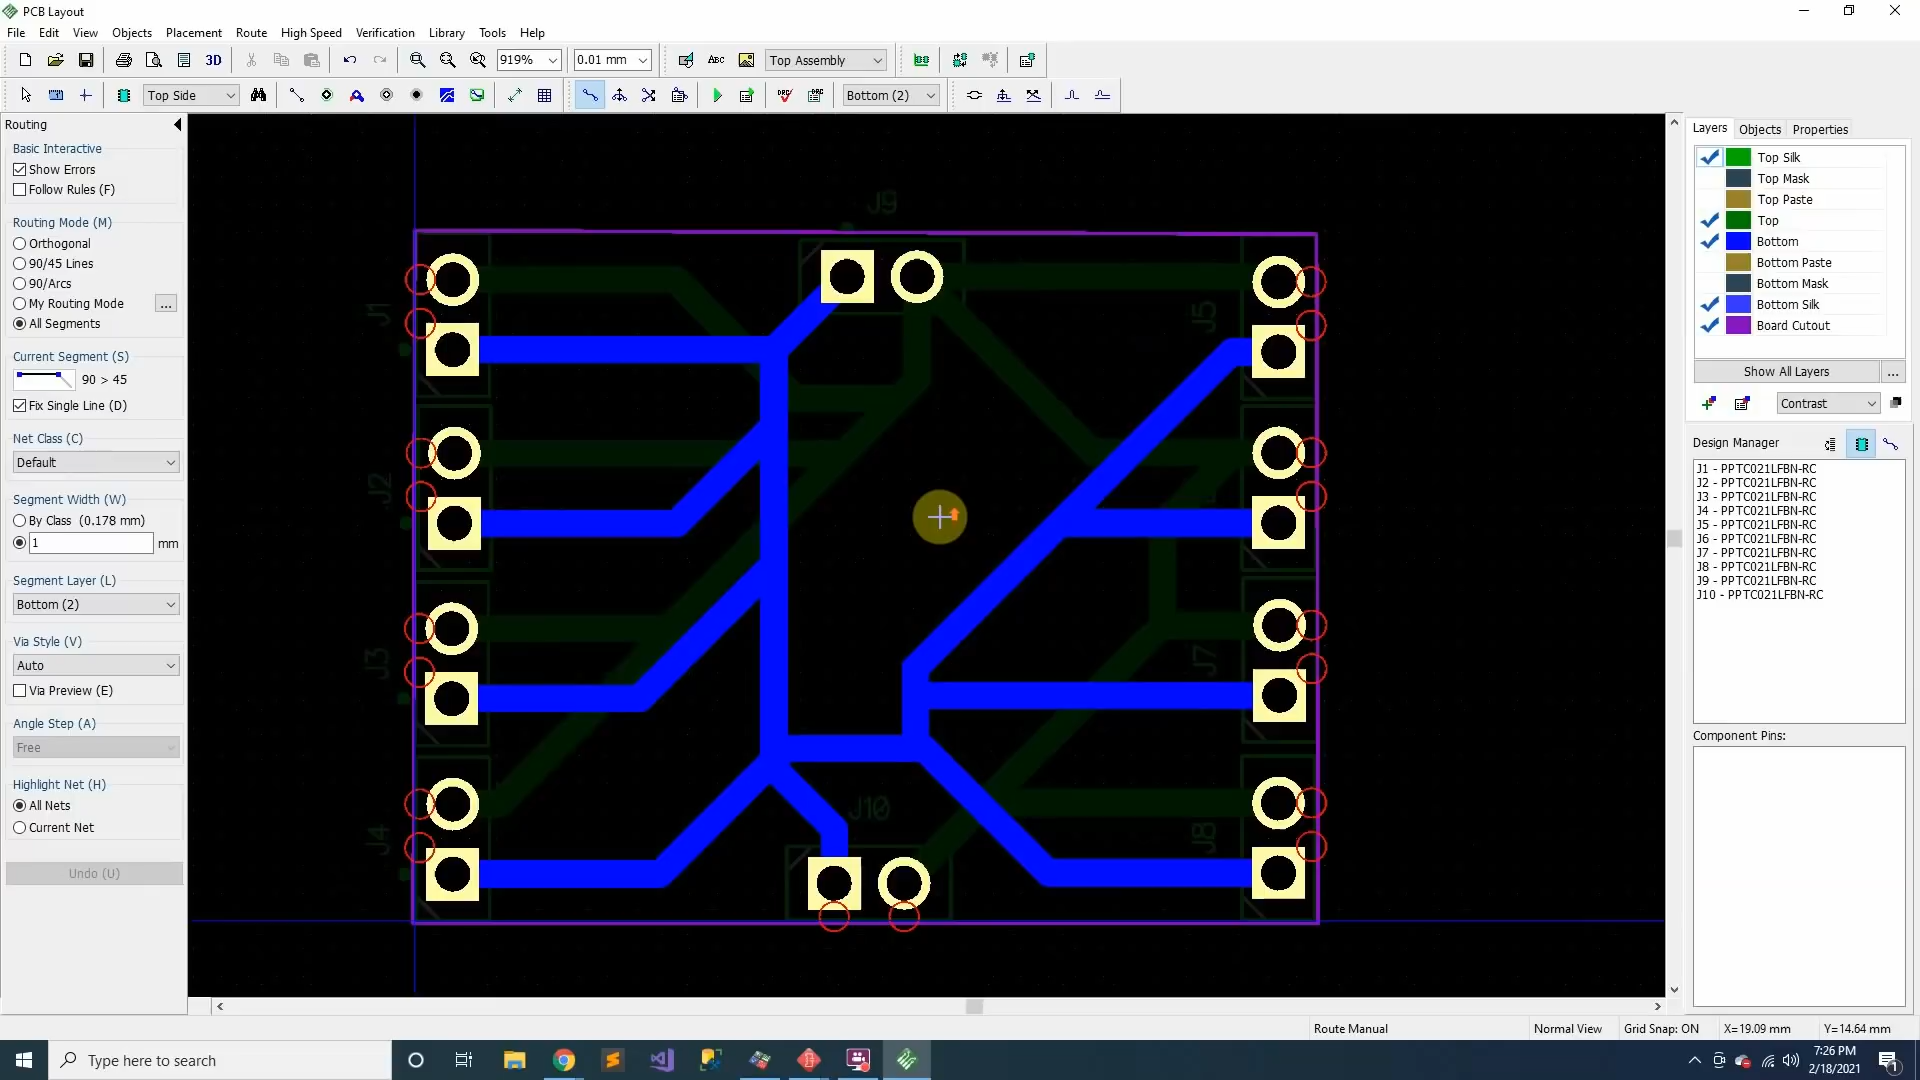 PCB Layout
File Edit View Objects Placement Route High Speed Verification Library Tools Help
3D 919% 0.01 mm Abc Top Assembly
Top Side DRC DRC Bottom (2)
Routing
Basic Interactive
Show Errors
Follow Rules (F)
Routing Mode (M)
Orthogonal
90/45 Lines
90/Arcs
My Routing Mode ...
All Segments
Current Segment (S)
90 > 45
Fix Single Line (D)
Net Class (C)
Default
Segment Width (W)
By Class (0.178 mm)
1 mm
Segment Layer (L)
Bottom (2)
Via Style (V)
Auto
Via Preview (E)
Angle Step (A)
Free
Highlight Net (H)
All Nets
Current Net
Undo (U)
J9
J1
J5
J2
J3
J7
J10
J4
J8
Layers Objects Properties
Top Silk
Top Mask
Top Paste
Top
Bottom
Bottom Paste
Bottom Mask
Bottom Silk
Board Cutout
Show All Layers ...
Contrast
Design Manager
J1 - PPTC021LFBN-RC
J2 - PPTC021LFBN-RC
J3 - PPTC021LFBN-RC
J4 - PPTC021LFBN-RC
J5 - PPTC021LFBN-RC
J6 - PPTC021LFBN-RC
J7 - PPTC021LFBN-RC
J8 - PPTC021LFBN-RC
J9 - PPTC021LFBN-RC
J10 - PPTC021LFBN-RC
Component Pins:
Route Manual Normal View Grid Snap: ON X=19.09 mm Y=14.64 mm
Type here to search
7:26 PM
2/18/2021
1